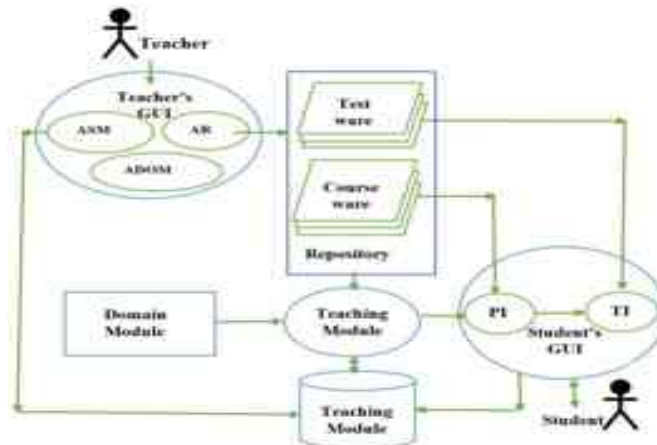 Teacher
Teacher's
GUI
ASM
AR
ADOM
Test
ware
Course
ware
Repository
Domain
Module
Teaching
Module
PI
TI
Student's
GUI
Teaching
Module
Student